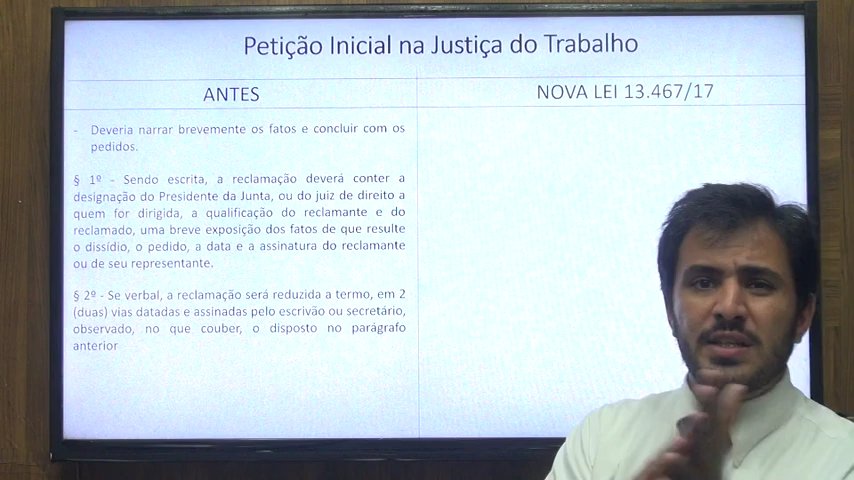 Petição Inicial na Justiça do Trabalho
ANTES
NOVA LEI 13.467/17
- Deveria narrar brevemente os fatos e concluir com os
pedidos.
§ 1º - Sendo escrita, a reclamação deverá conter a
designação do Presidente da Junta, ou do juiz de direito a
quem for dirigida, a qualificação do reclamante e do
reclamado, uma breve exposição dos fatos de que resulte
o dissídio, o pedido, a data e a assinatura do reclamante
ou de seu representante.
§ 2º - Se verbal, a reclamação será reduzida a termo, em 2
(duas) vias datadas e assinadas pelo escrivão ou secretário,
observado, no que couber, o disposto no parágrafo
anterior